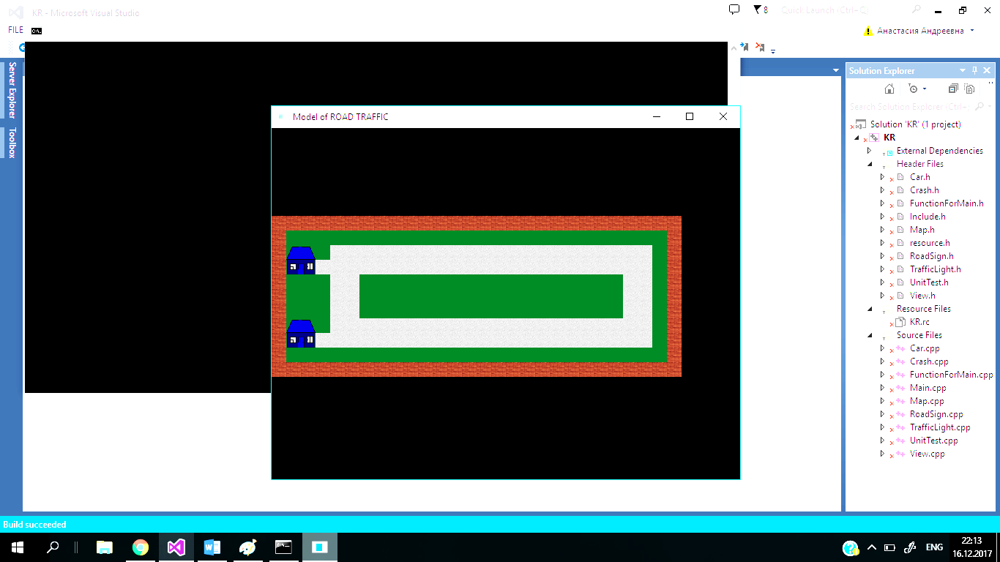 KR - Microsoft Visual Studio
8
Quick Launch (Ctrl+Q)
FILE
Анастасия Андреевна
Server Explorer
Toolbox
Model of ROAD TRAFFIC
Solution Explorer
Search Solution Explorer (Ctrl+
Solution 'KR' (1 project)
KR
External Dependencies
Header Files
Car.h
Crash.h
FunctionForMain.h
Include.h
Map.h
resource.h
RoadSign.h
TrafficLight.h
UnitTest.h
View.h
Resource Files
KR.rc
Source Files
Car.cpp
Crash.cpp
FunctionForMain.cpp
Main.cpp
Map.cpp
RoadSign.cpp
TrafficLight.cpp
UnitTest.cpp
View.cpp
Build succeeded
ENG
22:13
16.12.2017